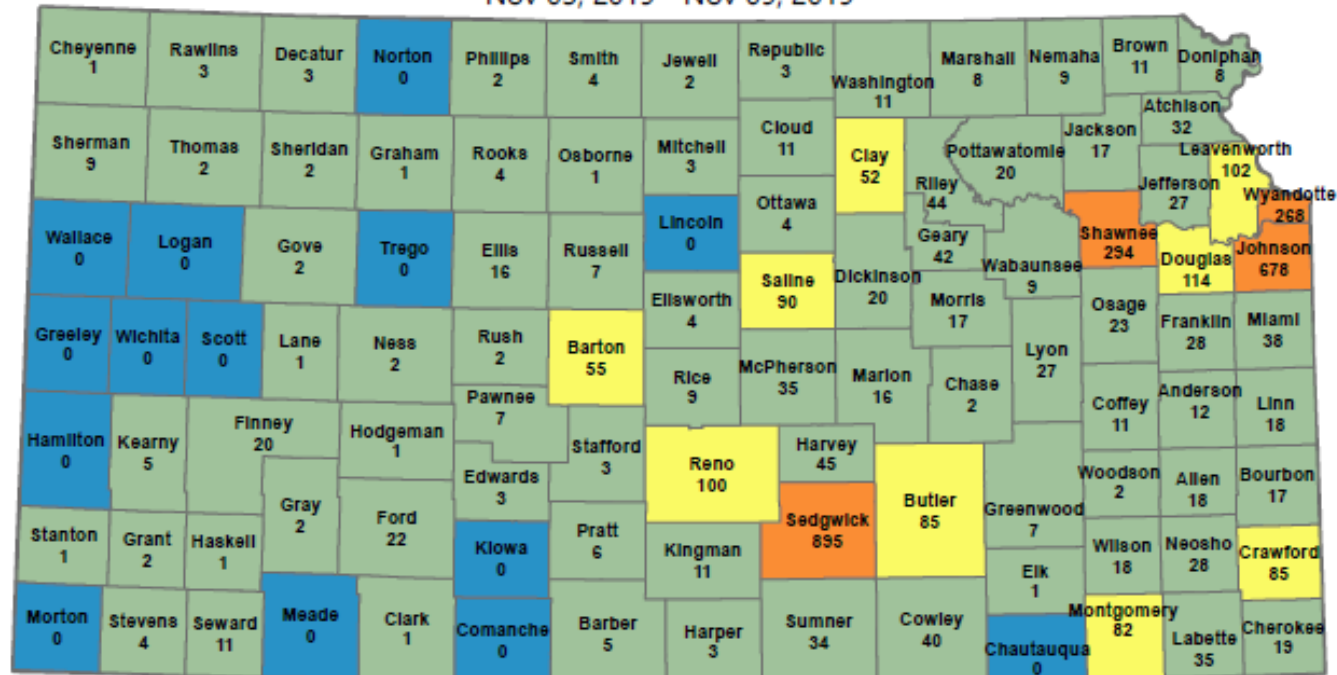 Cheyenne
1
Rawlins
3
Decatur
3
Norton
0
Phillips
2
Smith
4
Jewell
2
Republic
3
Washington
11
Marshall
8
Nemaha
9
Brown
11
Doniphan
8
Atchison
32
Sherman
9
Thomas
2
Sheridan
2
Graham
1
Rooks
4
Osborne
1
Mitchell
3
Cloud
11
Clay
52
Riley
44
Pottawatomie
20
Jackson
17
Jefferson
27
Leavenworth
102
Wyandotte
268
Wallace
0
Logan
0
Gove
2
Trego
0
Ellis
16
Russell
7
Lincoln
0
Ottawa
4
Saline
90
Dickinson
20
Geary
42
Wabaunsee
9
Shawnee
294
Douglas
114
Johnson
678
Greeley
0
Wichita
0
Scott
0
Lane
1
Ness
2
Rush
2
Barton
55
Ellsworth
4
Rice
9
McPherson
35
Marion
16
Morris
17
Chase
2
Lyon
27
Osage
23
Franklin
28
Miami
38
Hamilton
0
Kearny
5
Finney
20
Hodgeman
1
Pawnee
7
Edwards
3
Stafford
3
Reno
100
Harvey
45
Sedgwick
895
Butler
85
Greenwood
7
Coffey
11
Anderson
12
Linn
18
Woodson
2
Allen
18
Bourbon
17
Stanton
1
Grant
2
Haskell
1
Gray
2
Ford
22
Kiowa
0
Pratt
6
Kingman
11
Elk
1
Wilson
18
Neosho
28
Crawford
85
Morton
0
Stevens
4
Seward
11
Meade
0
Clark
1
Comanche
0
Barber
5
Harper
3
Sumner
34
Cowley
40
Chautauqua
0
Montgomery
82
Labette
35
Cherokee
19